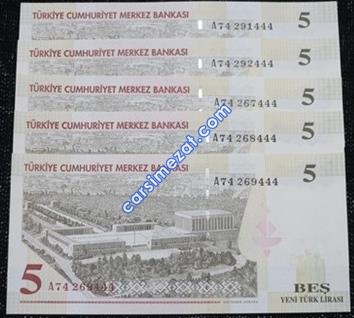 TÜRKİYE CUMHURİYET MERKEZ BANKASI 5
A74 291444
TÜRKİYE CUMHURİYET MERKEZ BANKASI 5
A74 292444
TÜRKİYE CUMHURİYET MERKEZ BANKASI 5
A74 267444
TÜRKİYE CUMHURİYET MERKEZ BANKASI 5
A74 268444
TÜRKİYE CUMHURİYET MERKEZ BANKASI 5
A74 269444
carsimezat.com
5 A74 269444
BEŞ
YENİ TÜRK LİRASI